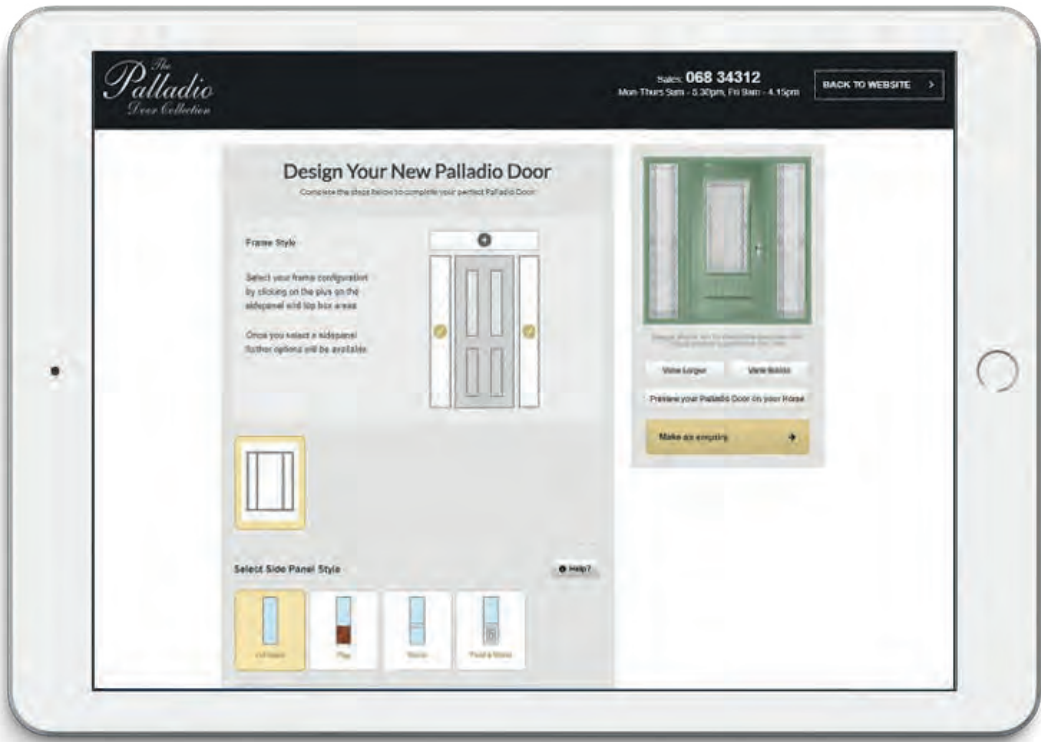 The
Palladio
Door Collection
Sales: 068 34312
Mon-Thurs 9am - 5.30pm, Fri 9am - 4.15pm
BACK TO WEBSITE
Design Your New Palladio Door
Complete the steps below to complete your perfect Palladio Door
Frame Style
Select your frame configuration
by clicking on the plus on the
sidepanel and top box areas
Once you select a sidepanel
further options will be available
Select Side Panel Style
Help?
View Larger
View Inside
Preview your Palladio Door on your Home
Make an enquiry